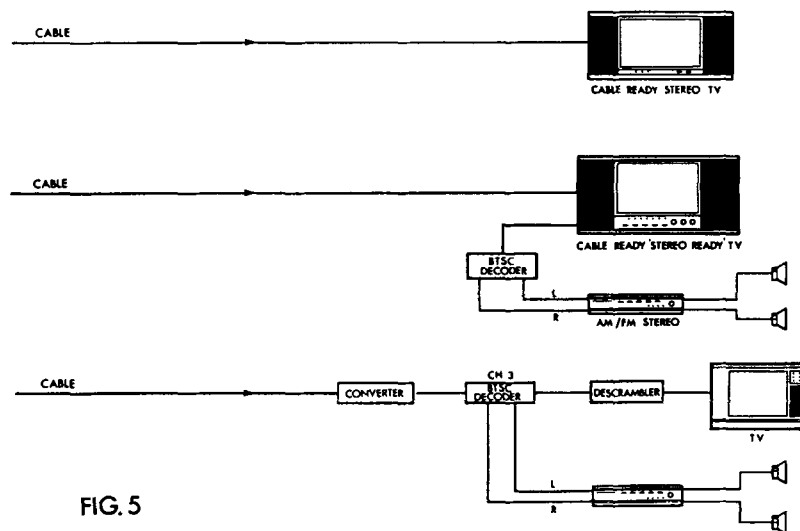 CABLE
CABLE READY STEREO TV
CABLE
CABLE READY 'STEREO READY' TV
BTSC
DECODER
L
R
AM/FM STEREO
CABLE
CONVERTER
CH 3
BTSC
DECODER
DESCRAMBLER
TV
L
R
FIG. 5